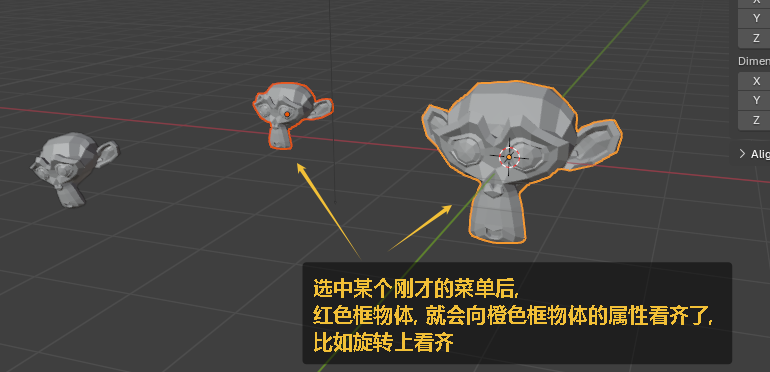 X
Y
Z
Dimen
X
Y
Z
Alig
选中某个刚才的菜单后,
红色框物体, 就会向橙色框物体的属性看齐了,
比如旋转上看齐